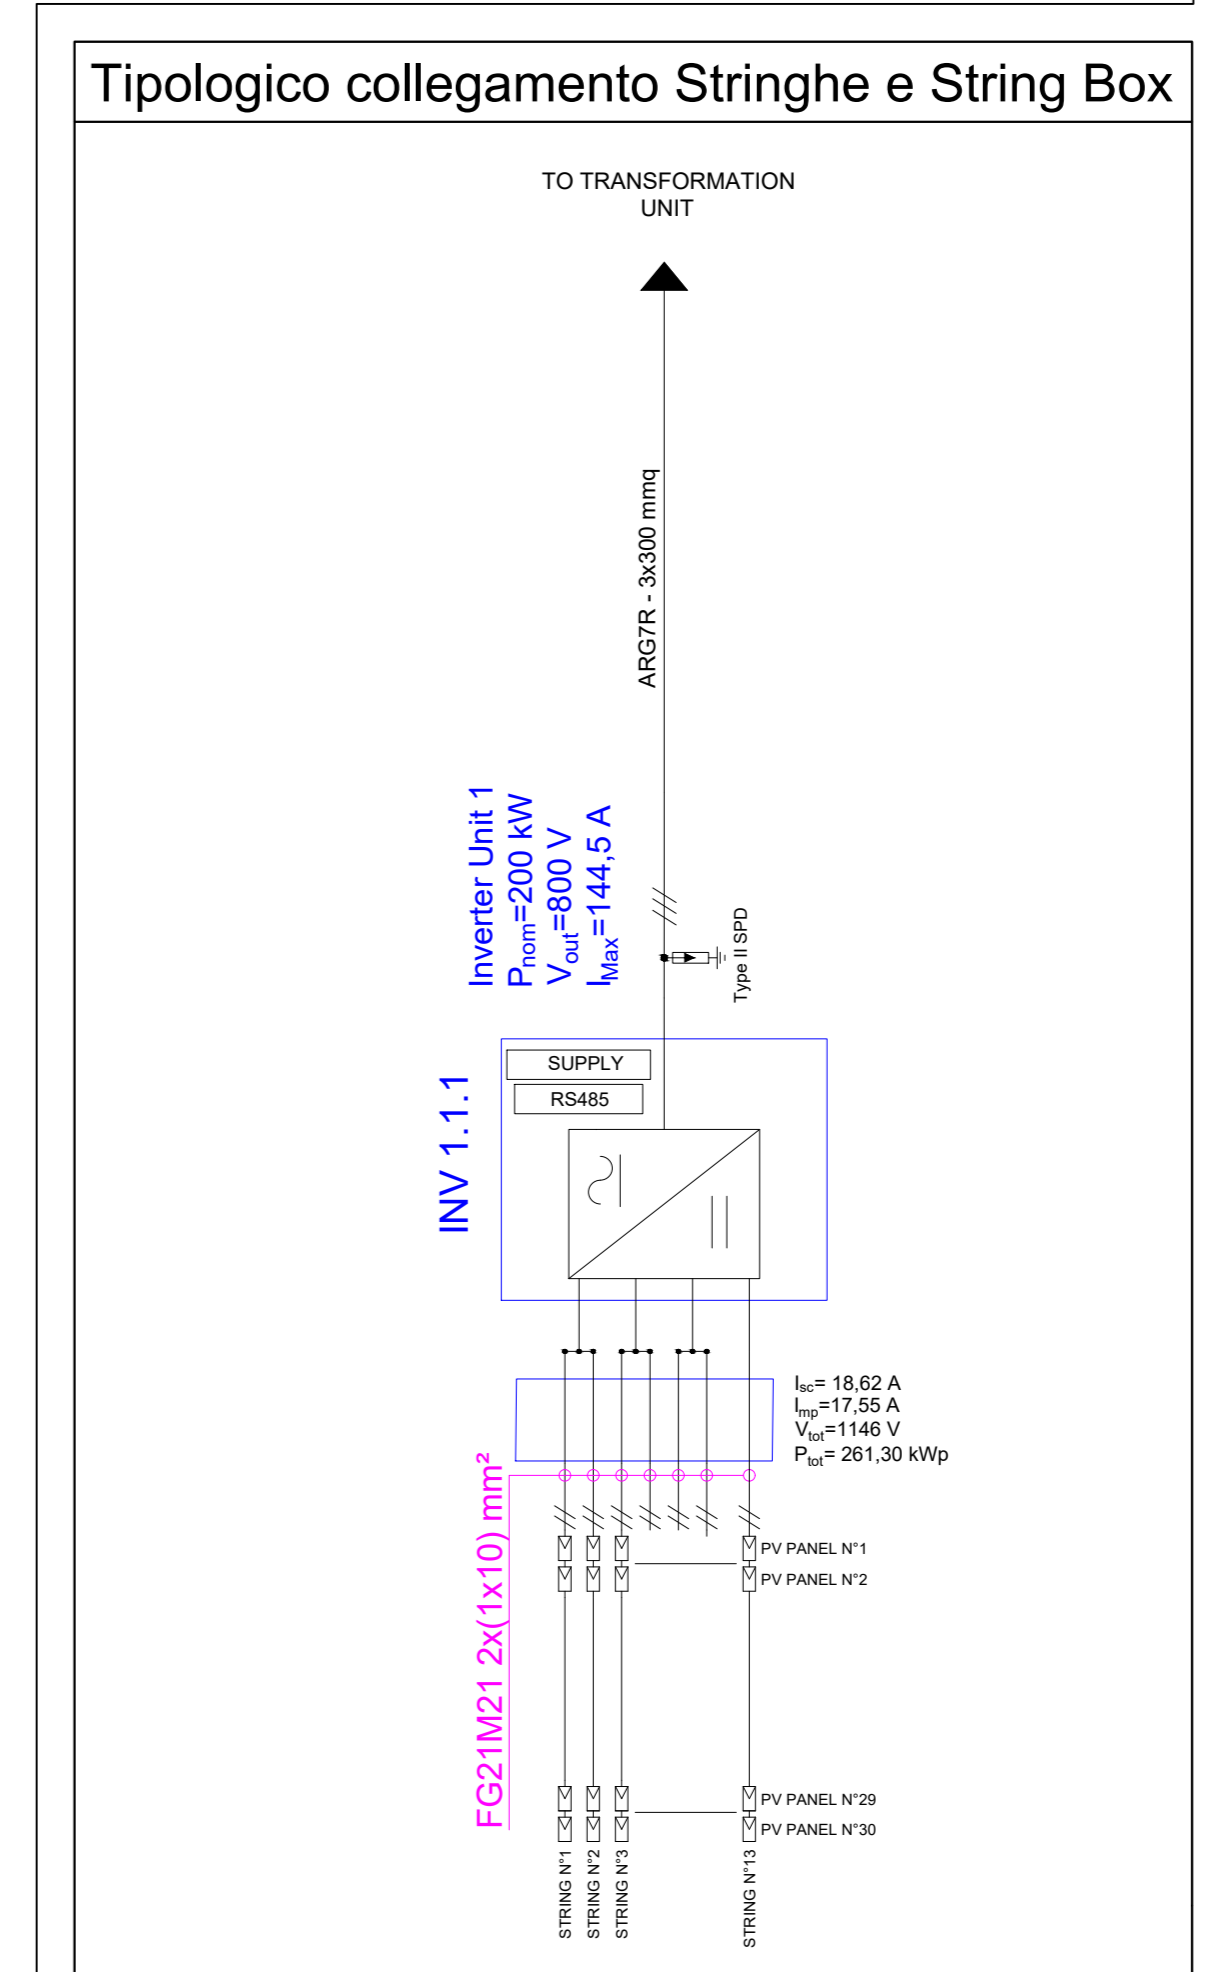 Tipologico collegamento Stringhe e String Box
TO TRANSFORMATION
UNIT
ARG7R - 3x300 mmq
Inverter Unit 1
Pnom=200 kW
Vout=800 V
IMax=144,5 A
Type II SPD
INV 1.1.1
SUPPLY
RS485
Isc= 18,62 A
Imp=17,55 A
Vtot=1146 V
Ptot= 261,30 kWp
FG21M21 2x(1x10) mm²
PV PANEL N°1
PV PANEL N°2
PV PANEL N°29
PV PANEL N°30
STRING N°1
STRING N°2
STRING N°3
STRING N°13